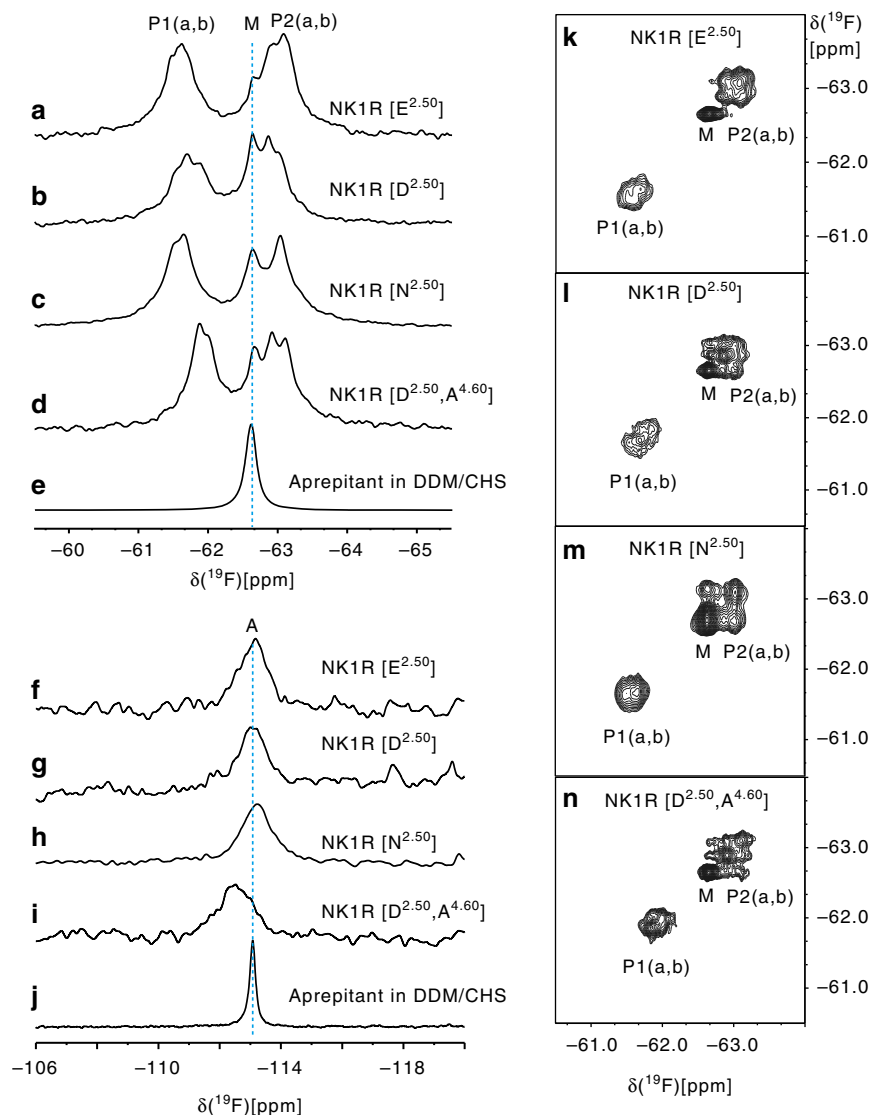 P1(a,b) M P2(a,b)
a NK1R [E2.50]
b NK1R [D2.50]
c NK1R [N2.50]
d NK1R [D2.50,A4.60]
e Aprepitant in DDM/CHS
−60 −61 −62 −63 −64 −65
δ(19F)[ppm]
A
f NK1R [E2.50]
g NK1R [D2.50]
h NK1R [N2.50]
i NK1R [D2.50,A4.60]
j Aprepitant in DDM/CHS
−106 −110 −114 −118
δ(19F)[ppm]
δ(19F)
[ppm]
k NK1R [E2.50]
−63.0
M P2(a,b)
−62.0
P1(a,b)
−61.0
l NK1R [D2.50]
−63.0
M P2(a,b)
−62.0
P1(a,b)
−61.0
m NK1R [N2.50]
−63.0
M P2(a,b)
−62.0
P1(a,b)
−61.0
n NK1R [D2.50,A4.60]
−63.0
M P2(a,b)
−62.0
P1(a,b)
−61.0
−61.0 −62.0 −63.0
δ(19F)[ppm]